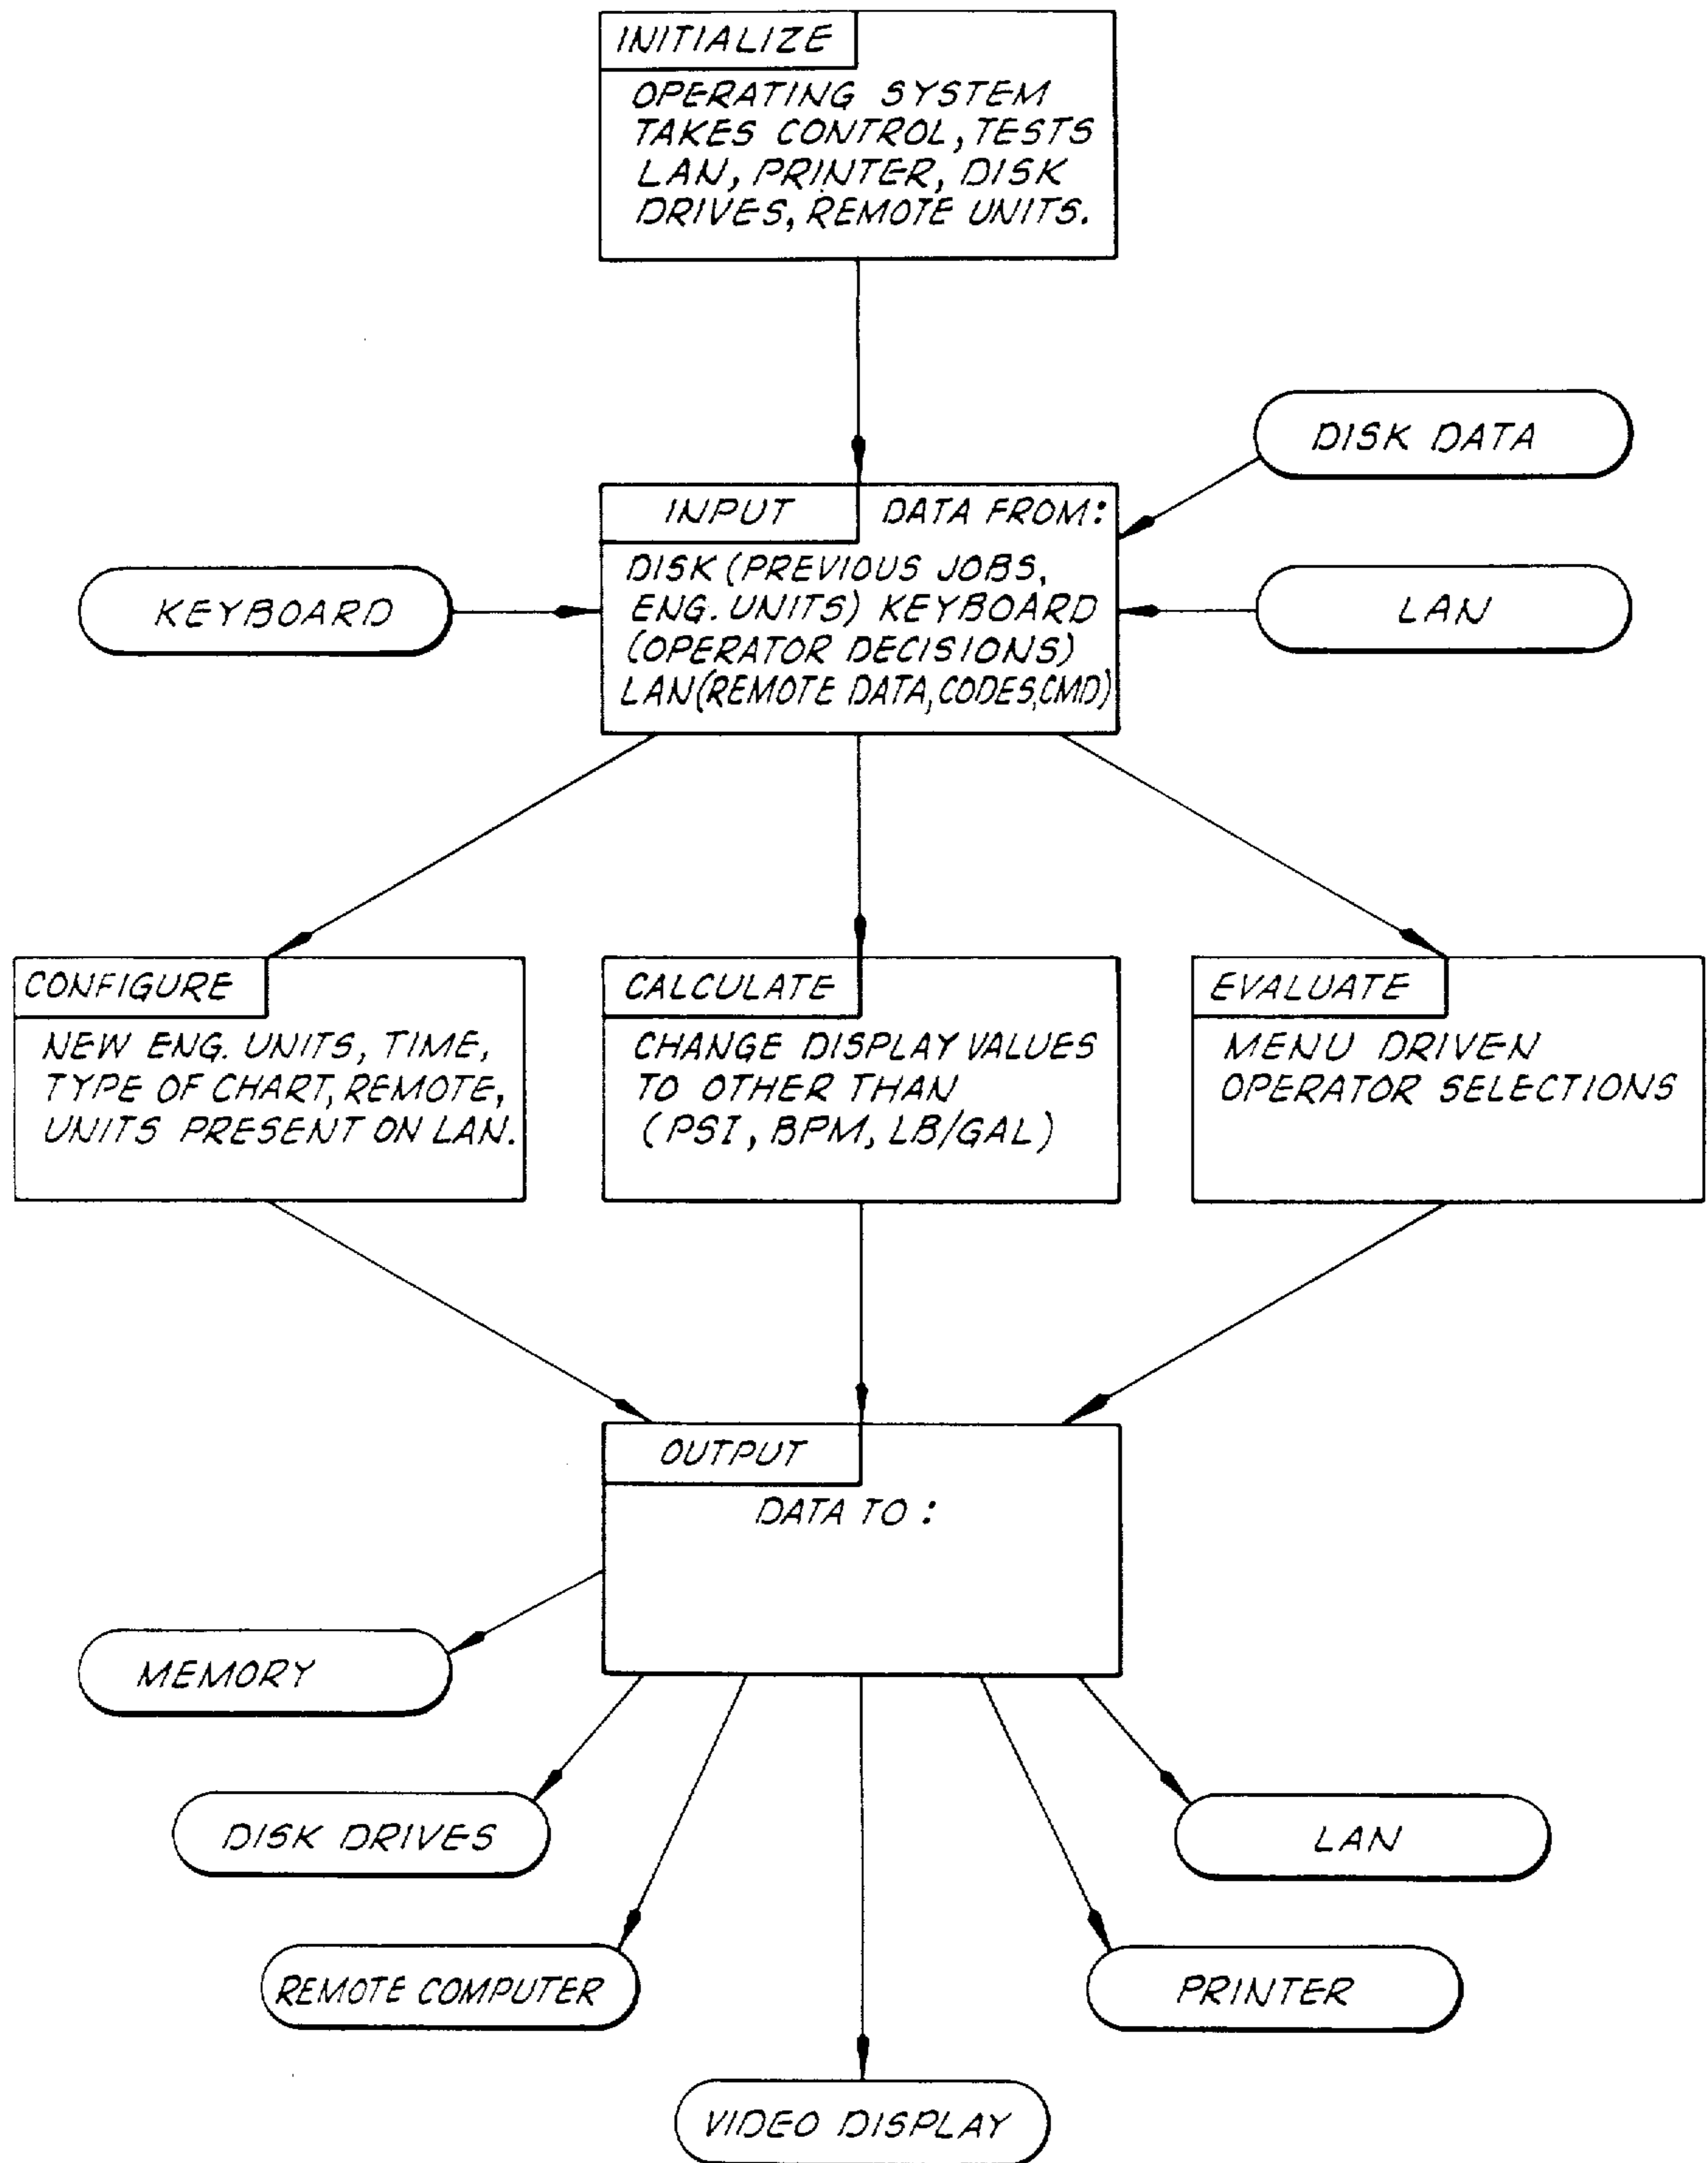 INITIALIZE
OPERATING SYSTEM
TAKES CONTROL, TESTS
LAN, PRINTER, DISK
DRIVES, REMOTE UNITS.
DISK DATA
INPUT DATA FROM:
DISK (PREVIOUS JOBS,
ENG. UNITS) KEYBOARD
(OPERATOR DECISIONS)
LAN(REMOTE DATA,CODES,CMD)
KEYBOARD
LAN
CONFIGURE
NEW ENG. UNITS, TIME,
TYPE OF CHART, REMOTE,
UNITS PRESENT ON LAN.
CALCULATE
CHANGE DISPLAY VALUES
TO OTHER THAN
(PSI, BPM, LB/GAL)
EVALUATE
MENU DRIVEN
OPERATOR SELECTIONS
OUTPUT
DATA TO :
MEMORY
DISK DRIVES
LAN
REMOTE COMPUTER
PRINTER
VIDEO DISPLAY